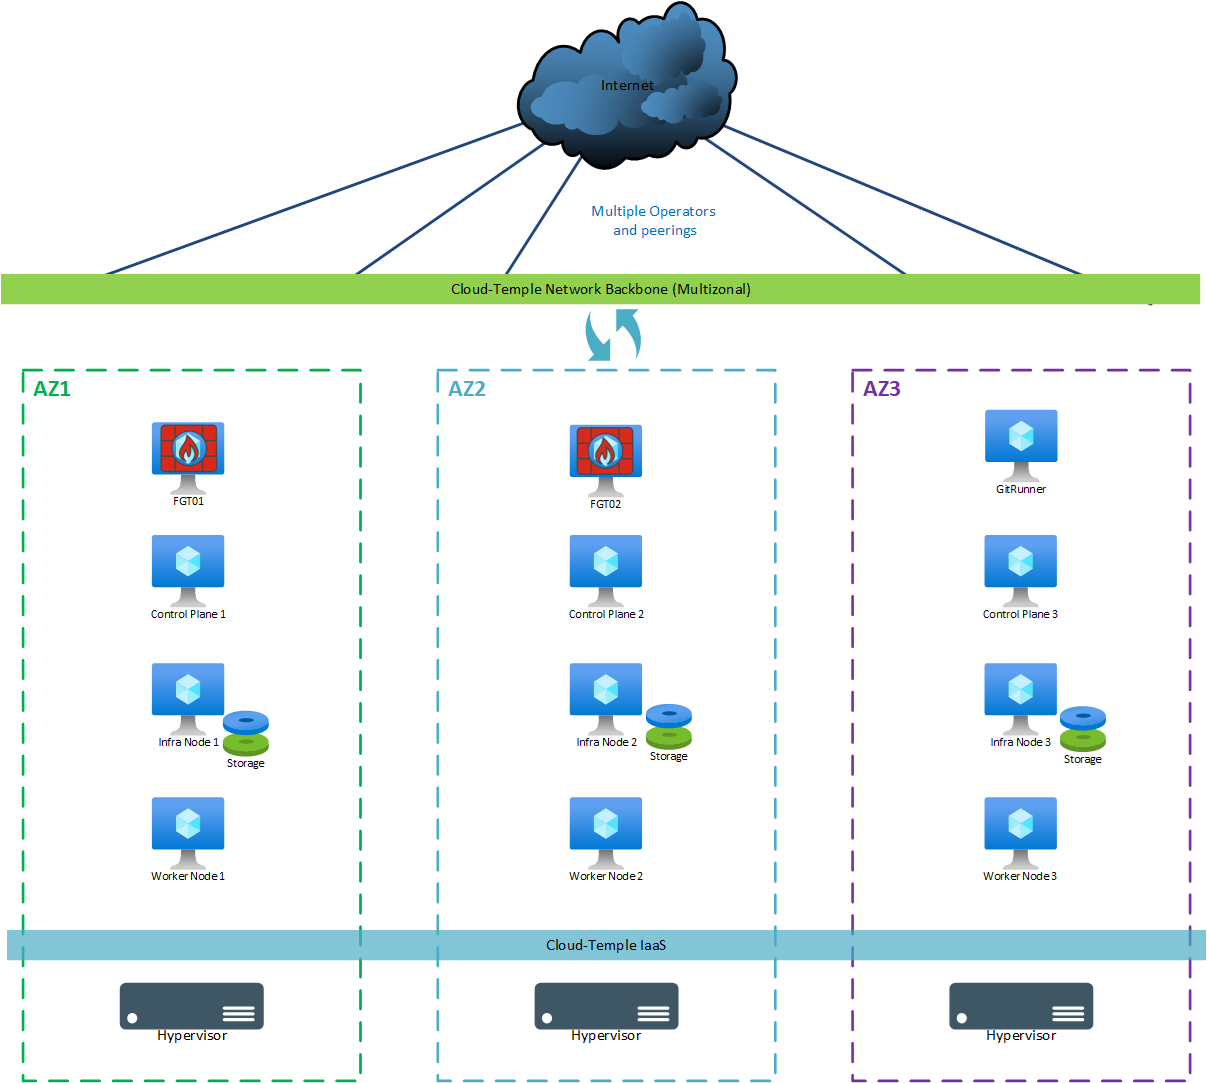 Internet
Multiple Operators
and peerings
Cloud-Temple Network Backbone (Multizonal)
AZ1
AZ2
AZ3
FGT01
FGT02
GitRunner
Control Plane 1
Control Plane 2
Control Plane 3
Infra Node 1
Storage
Infra Node 2
Storage
Infra Node 3
Storage
Worker Node 1
Worker Node 2
Worker Node 3
Cloud-Temple IaaS
Hypervisor
Hypervisor
Hypervisor